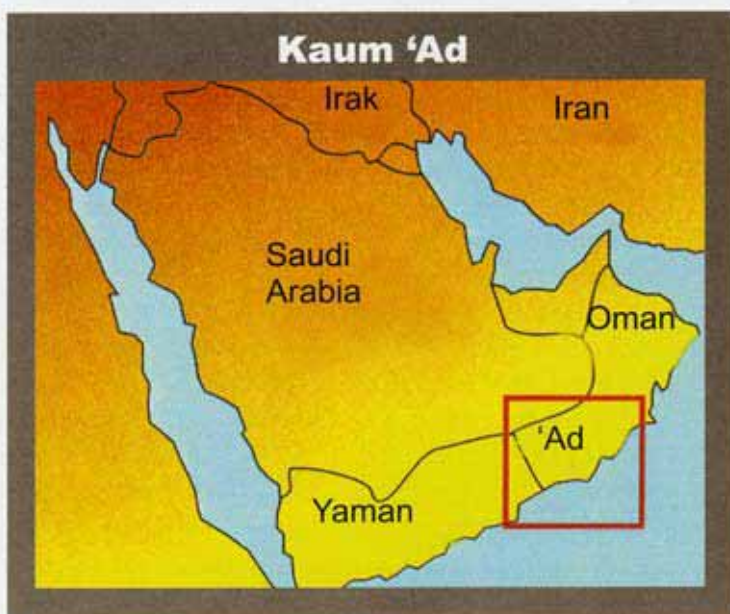 Kaum ‘Ad
Irak
Iran
Saudi
Arabia
Oman
‘Ad
Yaman